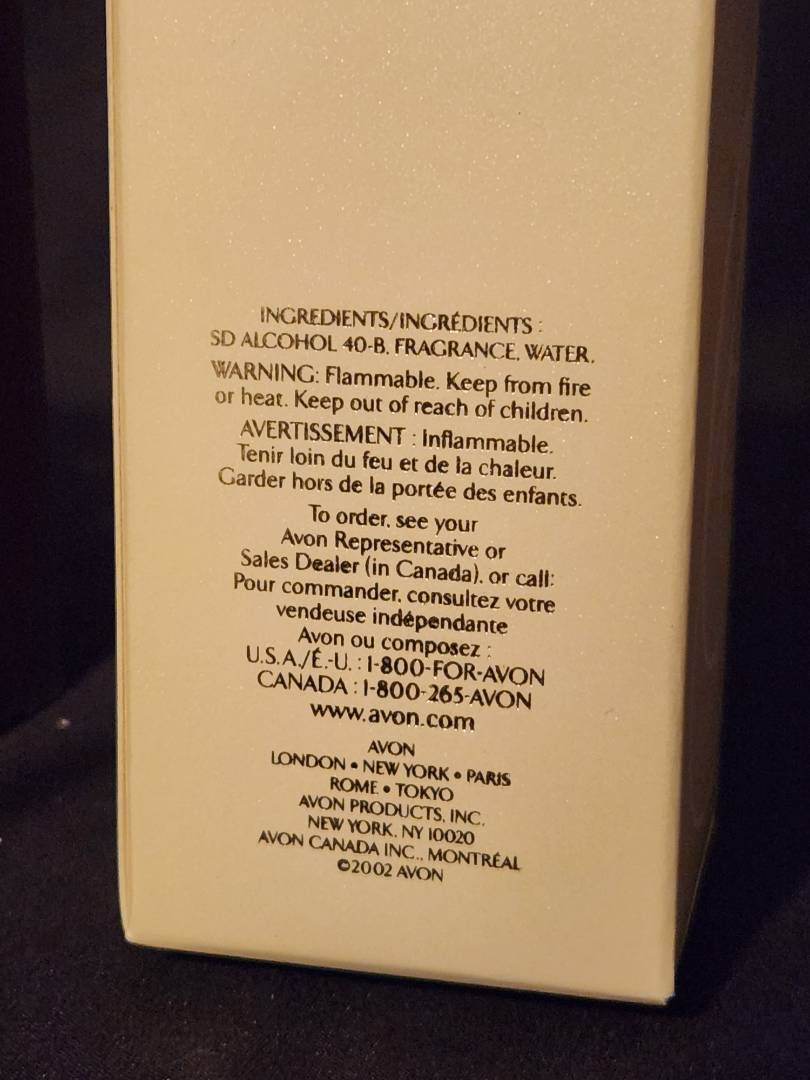 INGREDIENTS/INGRÉDIENTS :
SD ALCOHOL 40-B, FRAGRANCE, WATER.
WARNING: Flammable. Keep from fire
or heat. Keep out of reach of children.
AVERTISSEMENT : Inflammable.
Tenir loin du feu et de la chaleur.
Garder hors de la portée des enfants.
To order, see your
Avon Representative or
Sales Dealer (in Canada), or call:
Pour commander, consultez votre
vendeuse indépendante
Avon ou composez :
U.S.A./É.-U. : 1-800-FOR-AVON
CANADA : 1-800-265-AVON
www.avon.com
AVON
LONDON • NEW YORK • PARIS
ROME • TOKYO
AVON PRODUCTS, INC.
NEW YORK, NY 10020
AVON CANADA INC., MONTRÉAL
©2002 AVON